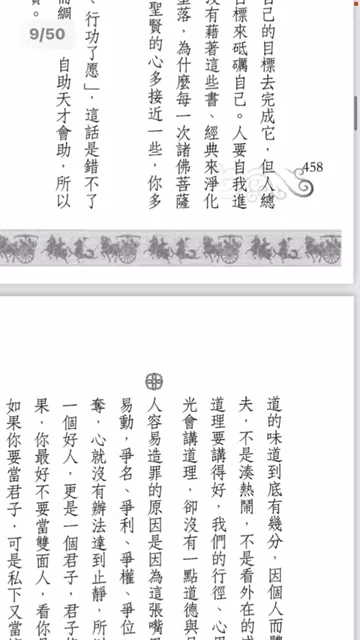 9/50
458
自己的目標去完成它，但人總
目標來砥礪自己。人要自我進
沒有藉著這些書、經典來淨化
墮落，為什麼每一次諸佛菩薩
聖賢的心多接近一些，你多
、行功了愿」，這話是錯不了
綱　自助天才會助，所以
道的味道到底有幾分，因個人而
夫，不是湊熱鬧，不是看外在的
道理要講得好，我們的行徑、心
光會講道理，卻沒有一點道德與
人容易造罪的原因是因為這張嘴
易動，爭名、爭利、爭權、爭位
奪，心就沒有辦法達到止靜，所
一個好人，更是一個君子，君子
果，你最好不要當雙面人，看你
如果你要當君子，可是私下又當